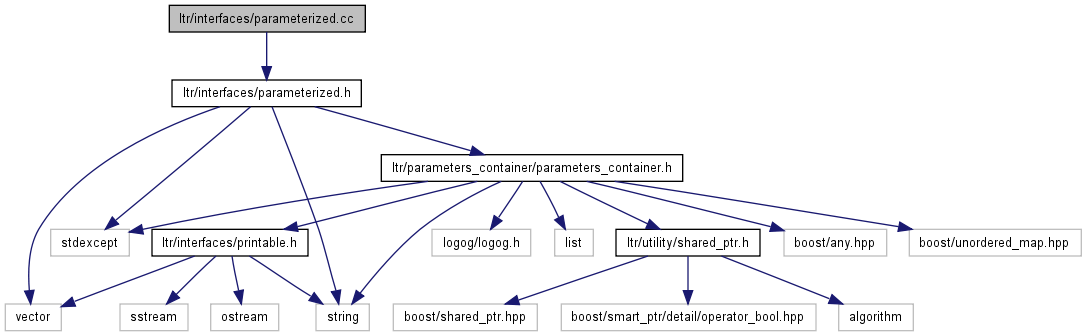 ltr/interfaces/parameterized.cc
ltr/interfaces/parameterized.h
ltr/parameters_container/parameters_container.h
stdexcept
ltr/interfaces/printable.h
logog/logog.h
list
ltr/utility/shared_ptr.h
boost/any.hpp
boost/unordered_map.hpp
vector
sstream
ostream
string
boost/shared_ptr.hpp
boost/smart_ptr/detail/operator_bool.hpp
algorithm